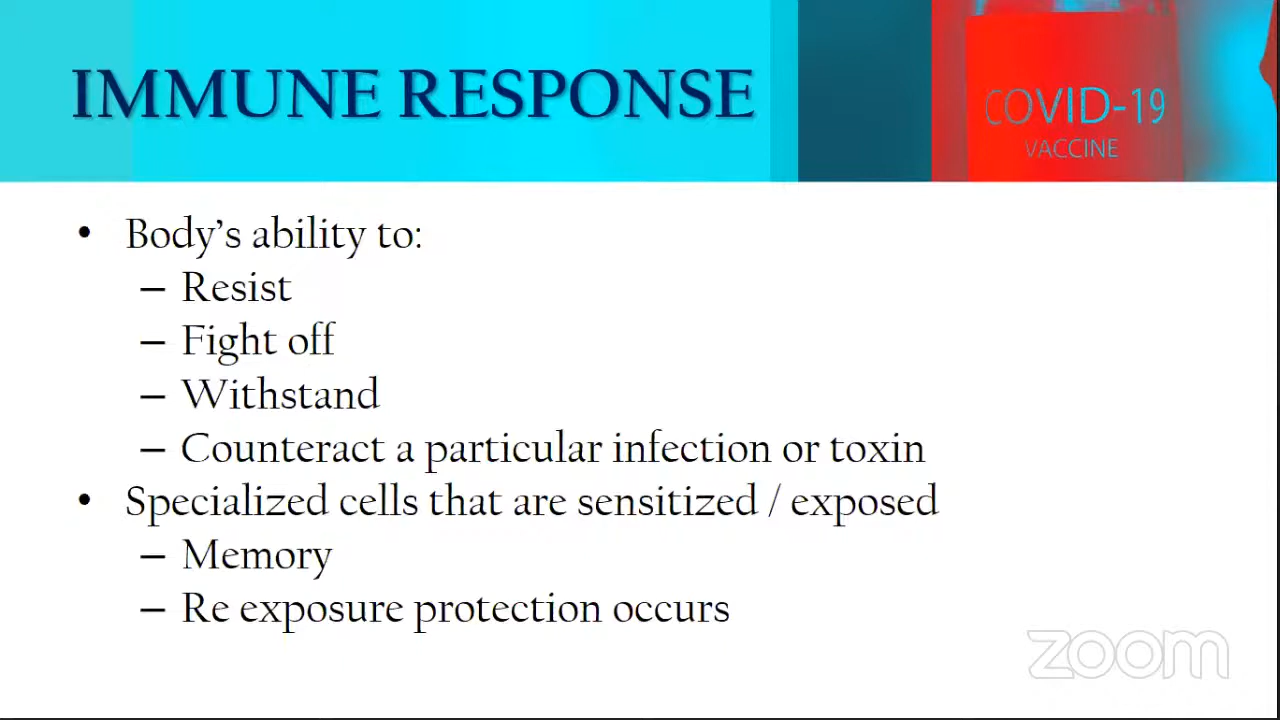 IMMUNE RESPONSE
COVID-19
VACCINE
• Body's ability to:
– Resist
– Fight off
– Withstand
– Counteract a particular infection or toxin
• Specialized cells that are sensitized / exposed
– Memory
– Re exposure protection occurs
zoom